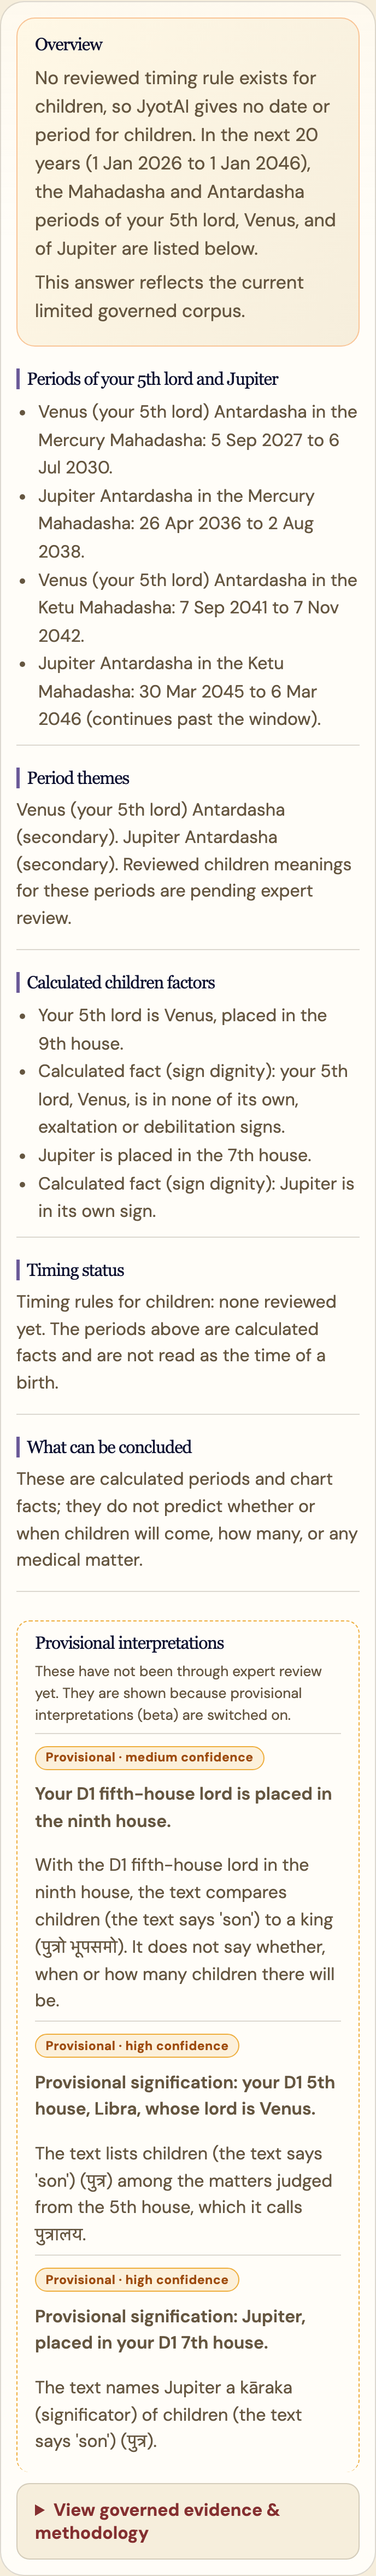 Overview
No reviewed timing rule exists for
children, so JyotAI gives no date or
period for children. In the next 20
years (1 Jan 2026 to 1 Jan 2046),
the Mahadasha and Antardasha
periods of your 5th lord, Venus, and
of Jupiter are listed below.
This answer reflects the current
limited governed corpus.
Periods of your 5th lord and Jupiter
• Venus (your 5th lord) Antardasha in the
Mercury Mahadasha: 5 Sep 2027 to 6
Jul 2030.
• Jupiter Antardasha in the Mercury
Mahadasha: 26 Apr 2036 to 2 Aug
2038.
• Venus (your 5th lord) Antardasha in the
Ketu Mahadasha: 7 Sep 2041 to 7 Nov
2042.
• Jupiter Antardasha in the Ketu
Mahadasha: 30 Mar 2045 to 6 Mar
2046 (continues past the window).
Period themes
Venus (your 5th lord) Antardasha
(secondary). Jupiter Antardasha
(secondary). Reviewed children meanings
for these periods are pending expert
review.
Calculated children factors
• Your 5th lord is Venus, placed in the
9th house.
• Calculated fact (sign dignity): your 5th
lord, Venus, is in none of its own,
exaltation or debilitation signs.
• Jupiter is placed in the 7th house.
• Calculated fact (sign dignity): Jupiter is
in its own sign.
Timing status
Timing rules for children: none reviewed
yet. The periods above are calculated
facts and are not read as the time of a
birth.
What can be concluded
These are calculated periods and chart
facts; they do not predict whether or
when children will come, how many, or any
medical matter.
Provisional interpretations
These have not been through expert review
yet. They are shown because provisional
interpretations (beta) are switched on.
Provisional · medium confidence
Your D1 fifth-house lord is placed in
the ninth house.
With the D1 fifth-house lord in the
ninth house, the text compares
children (the text says 'son') to a king
(पुत्रो भूपसमो). It does not say whether,
when or how many children there will
be.
Provisional · high confidence
Provisional signification: your D1 5th
house, Libra, whose lord is Venus.
The text lists children (the text says
'son') (पुत्र) among the matters judged
from the 5th house, which it calls
पुत्रालय.
Provisional · high confidence
Provisional signification: Jupiter,
placed in your D1 7th house.
The text names Jupiter a kāraka
(significator) of children (the text
says 'son') (पुत्र).
▶ View governed evidence &
methodology